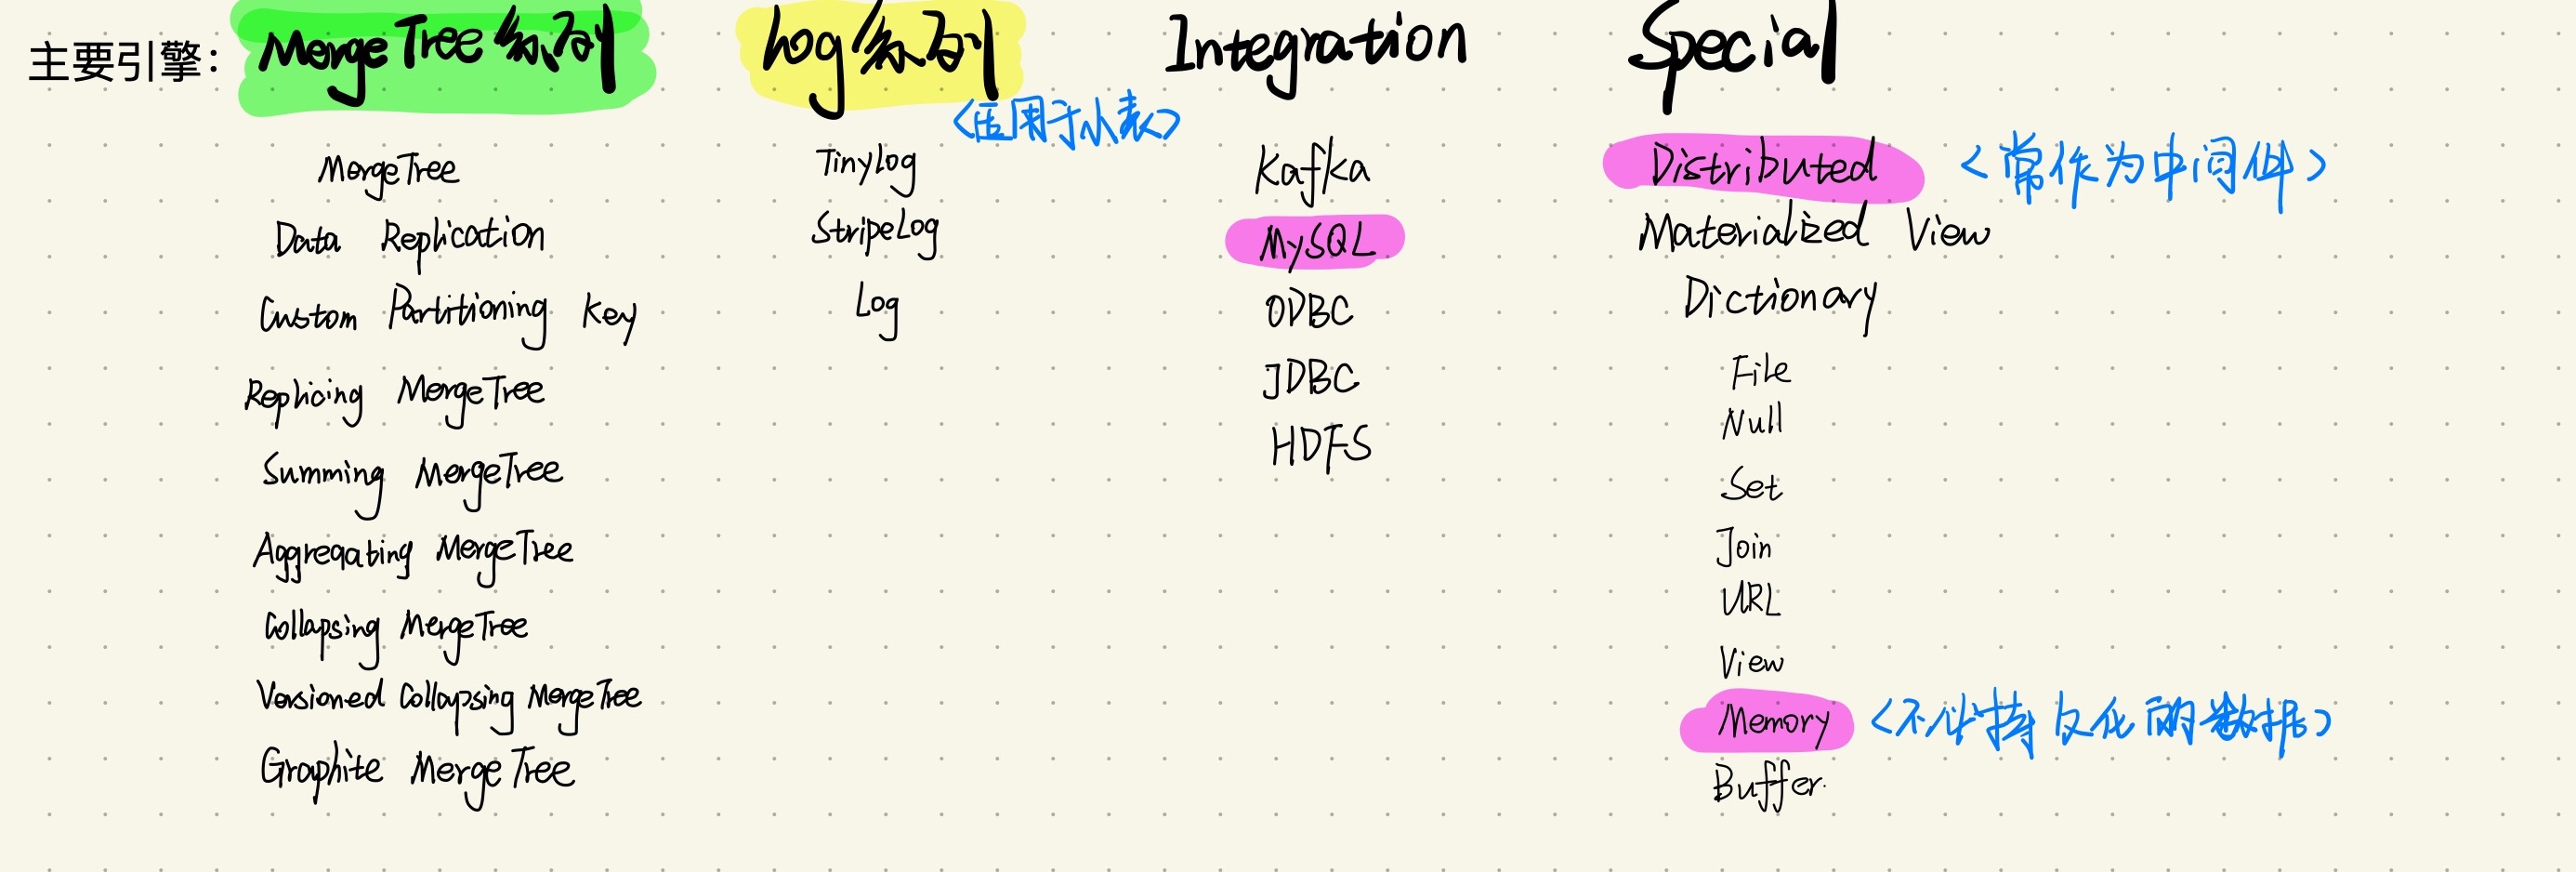 主要引擎：
MergeTree系列
MergeTree
Data Replication
Custom Partitioning Key
Replicing MergeTree
Summing MergeTree
Aggregating MergeTree
Collapsing MergeTree
Versioned Collapsing MergeTree
Graphite MergeTree
Log系列
<适用于小表>
TinyLog
StripeLog
Log
Integration
Kafka
MySQL
ODBC
JDBC
HDFS
Special
Distributed <常作为中间件>
Materialized View
Dictionary
File
Null
Set
Join
URL
View
Memory <不 持久化的数据>
Buffer.